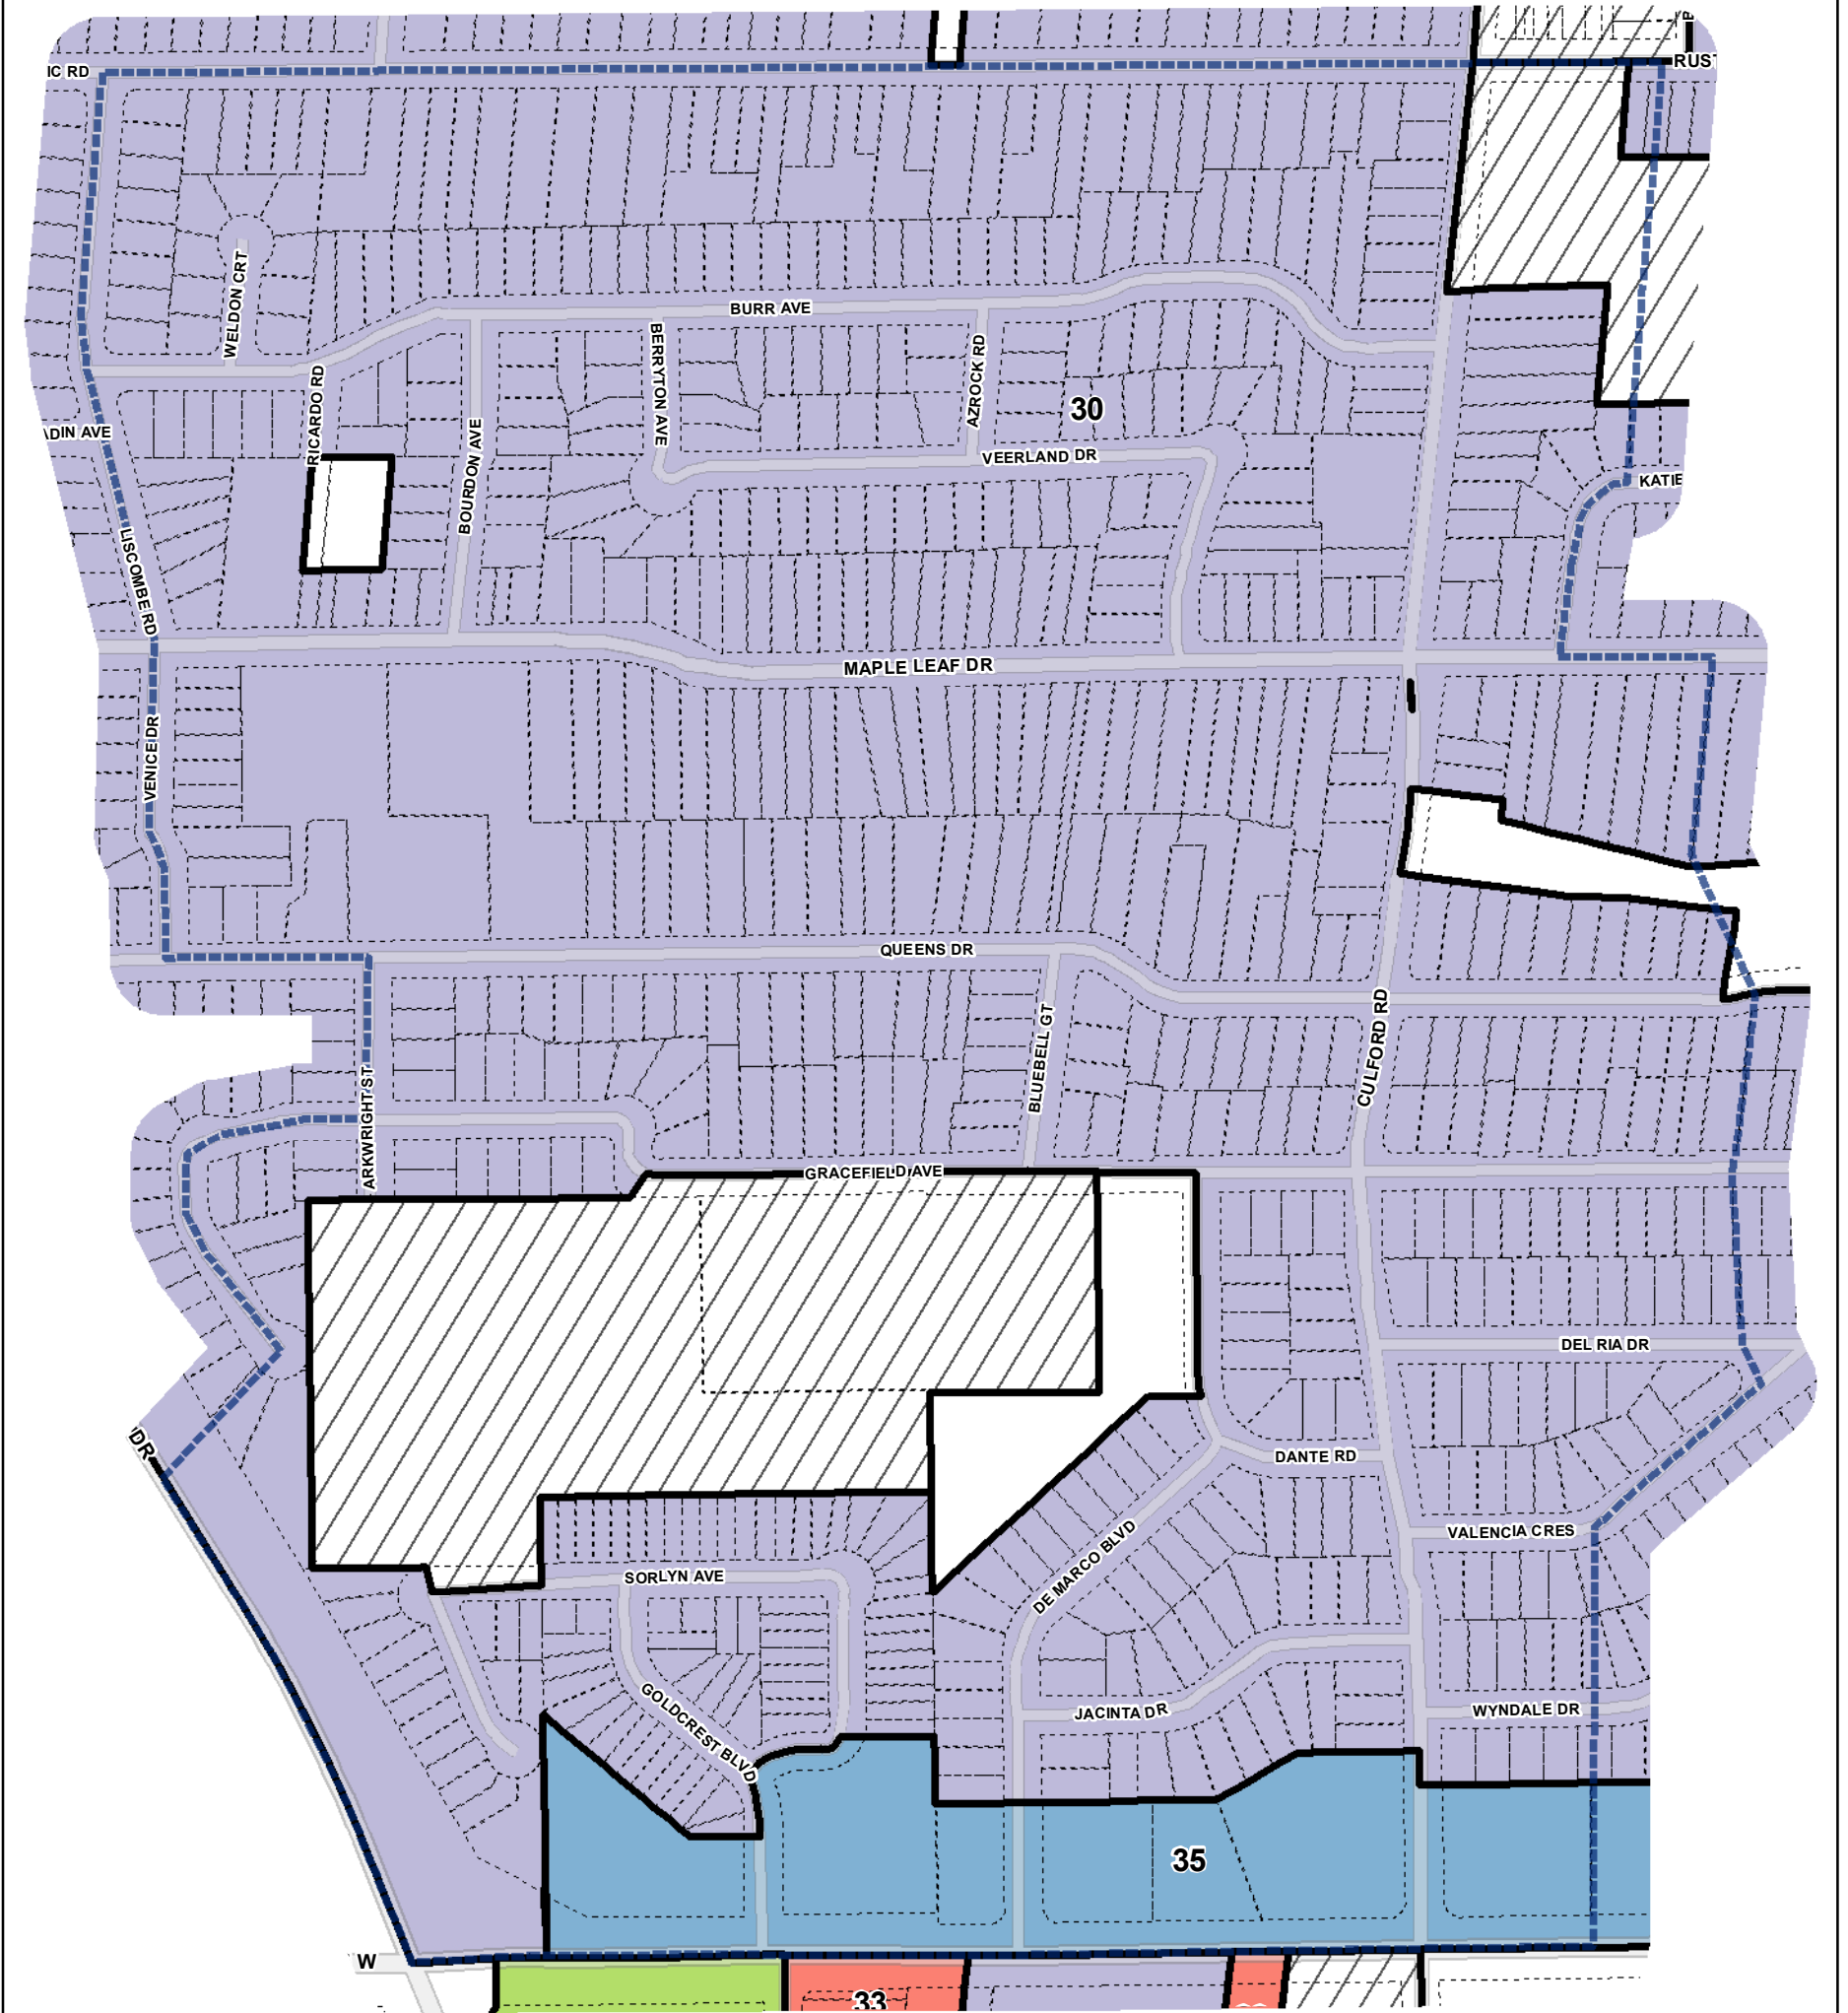 IC RD
RUS
WELDON CRT
BURR AVE
BERRYTON AVE
AZROCK RD
RICARDO RD
30
ADIN AVE
BOURDON AVE
VEERLAND DR
KATIE
LISCOMBE RD
MAPLE LEAF DR
VENICE DR
QUEENS DR
CULFORD RD
BLUEBELL GT
ARKWRIGHT ST
GRACEFIELD AVE
DEL RIA DR
DR
DANTE RD
VALENCIA CRES
DE MARCO BLVD
SORLYN AVE
GOLDCREST BLVD
JACINTA DR
WYNDALE DR
35
W
33